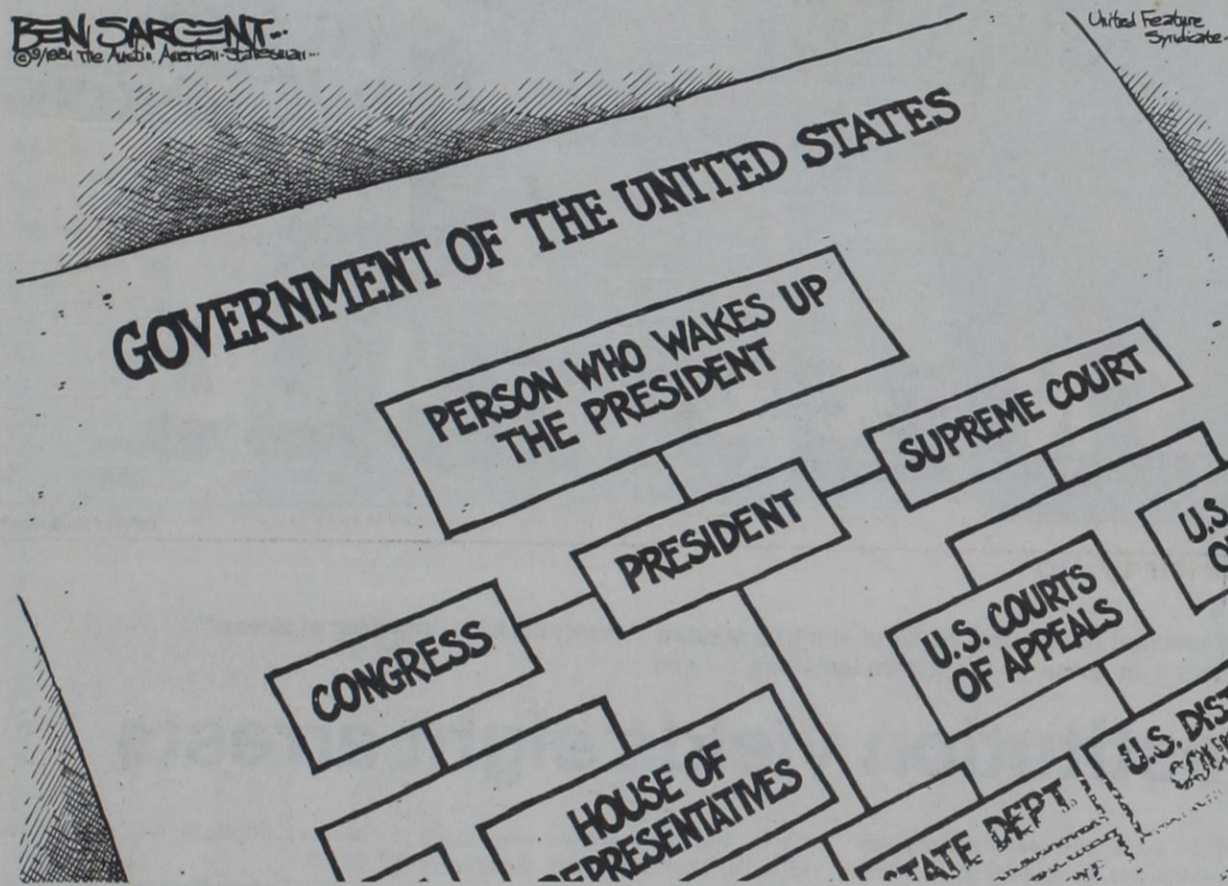 BEN SARGENT...
©1981 The Austin American-Statesman...
United Feature
Syndicate
GOVERNMENT OF THE UNITED STATES
PERSON WHO WAKES UP
THE PRESIDENT
SUPREME COURT
PRESIDENT
U.S.
CONGRESS
U.S. COURTS
OF APPEALS
U.S. DIST
HOUSE OF
REPRESENTATIVES
STATE DEPT.